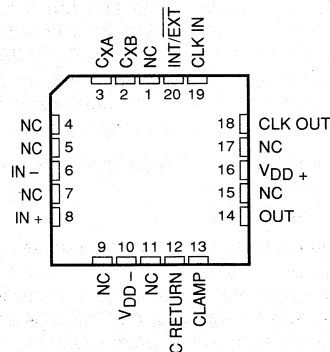 CXA
CXB
NC
INT/EXT
CLK IN
3 2 1 20 19
NC 4
NC 5
IN – 6
NC 7
IN + 8
18 CLK OUT
17 NC
16 VDD +
15 NC
14 OUT
9 10 11 12 13
NC
VDD –
NC
C RETURN
CLAMP